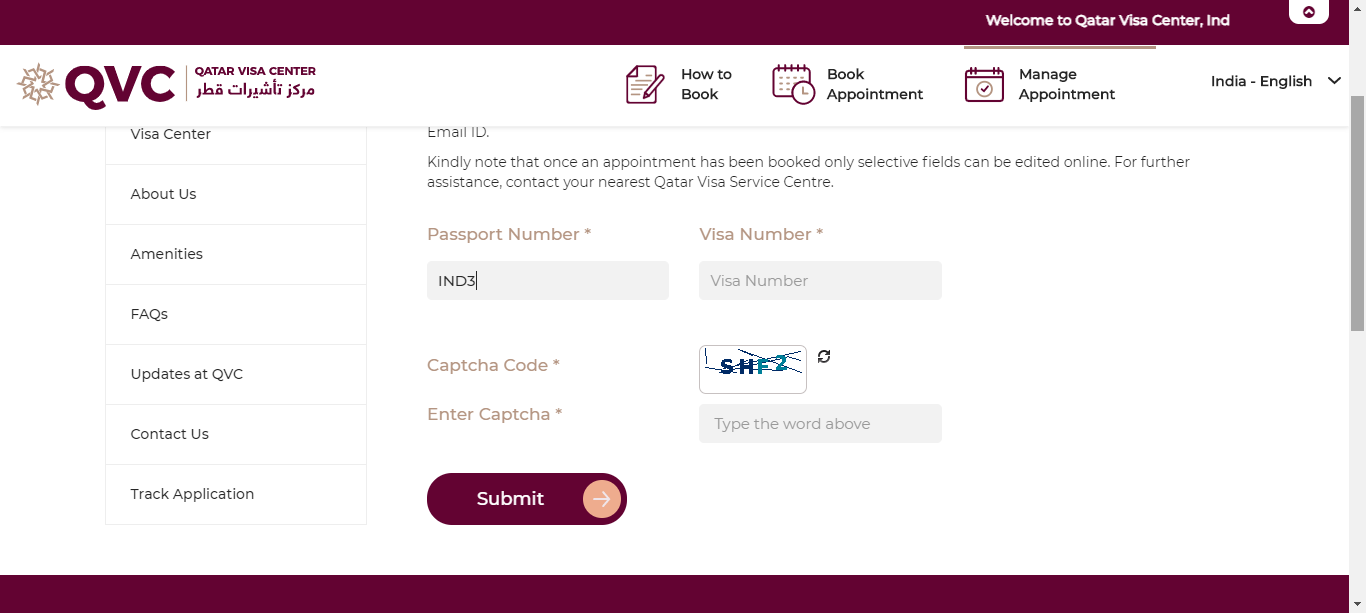 Welcome to Qatar Visa Center, Ind
QVC
QATAR VISA CENTER
مركز تأشيرات قطر
How to
Book
Book
Appointment
Manage
Appointment
India - English
Visa Center
About Us
Amenities
FAQs
Updates at QVC
Contact Us
Track Application
Email ID.
Kindly note that once an appointment has been booked only selective fields can be edited online. For further
assistance, contact your nearest Qatar Visa Service Centre.
Passport Number *
Visa Number *
IND3
Visa Number
Captcha Code *
SHF2
Enter Captcha *
Type the word above
Submit